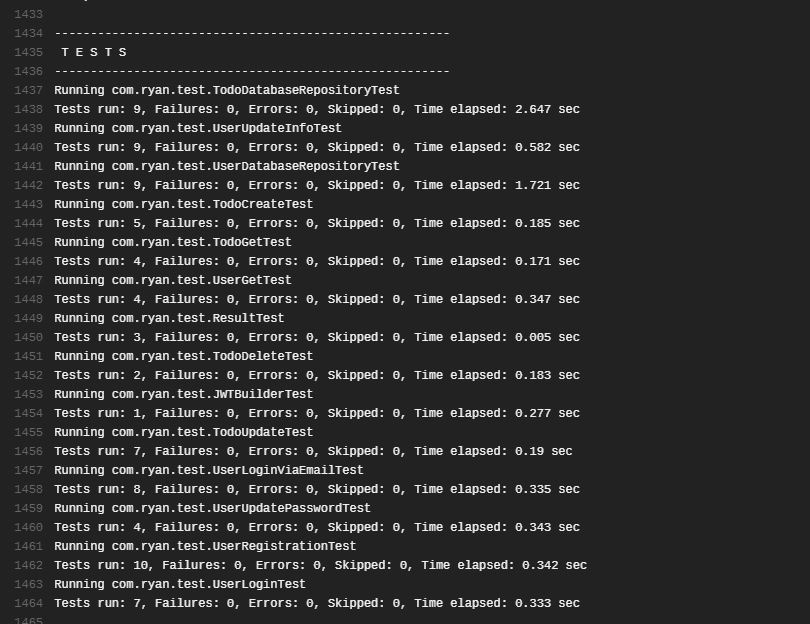 1433
1434 -------------------------------------------------------
1435  T E S T S
1436 -------------------------------------------------------
1437 Running com.ryan.test.TodoDatabaseRepositoryTest
1438 Tests run: 9, Failures: 0, Errors: 0, Skipped: 0, Time elapsed: 2.647 sec
1439 Running com.ryan.test.UserUpdateInfoTest
1440 Tests run: 9, Failures: 0, Errors: 0, Skipped: 0, Time elapsed: 0.582 sec
1441 Running com.ryan.test.UserDatabaseRepositoryTest
1442 Tests run: 9, Failures: 0, Errors: 0, Skipped: 0, Time elapsed: 1.721 sec
1443 Running com.ryan.test.TodoCreateTest
1444 Tests run: 5, Failures: 0, Errors: 0, Skipped: 0, Time elapsed: 0.185 sec
1445 Running com.ryan.test.TodoGetTest
1446 Tests run: 4, Failures: 0, Errors: 0, Skipped: 0, Time elapsed: 0.171 sec
1447 Running com.ryan.test.UserGetTest
1448 Tests run: 4, Failures: 0, Errors: 0, Skipped: 0, Time elapsed: 0.347 sec
1449 Running com.ryan.test.ResultTest
1450 Tests run: 3, Failures: 0, Errors: 0, Skipped: 0, Time elapsed: 0.005 sec
1451 Running com.ryan.test.TodoDeleteTest
1452 Tests run: 2, Failures: 0, Errors: 0, Skipped: 0, Time elapsed: 0.183 sec
1453 Running com.ryan.test.JWTBuilderTest
1454 Tests run: 1, Failures: 0, Errors: 0, Skipped: 0, Time elapsed: 0.277 sec
1455 Running com.ryan.test.TodoUpdateTest
1456 Tests run: 7, Failures: 0, Errors: 0, Skipped: 0, Time elapsed: 0.19 sec
1457 Running com.ryan.test.UserLoginViaEmailTest
1458 Tests run: 8, Failures: 0, Errors: 0, Skipped: 0, Time elapsed: 0.335 sec
1459 Running com.ryan.test.UserUpdatePasswordTest
1460 Tests run: 4, Failures: 0, Errors: 0, Skipped: 0, Time elapsed: 0.343 sec
1461 Running com.ryan.test.UserRegistrationTest
1462 Tests run: 10, Failures: 0, Errors: 0, Skipped: 0, Time elapsed: 0.342 sec
1463 Running com.ryan.test.UserLoginTest
1464 Tests run: 7, Failures: 0, Errors: 0, Skipped: 0, Time elapsed: 0.333 sec
1465